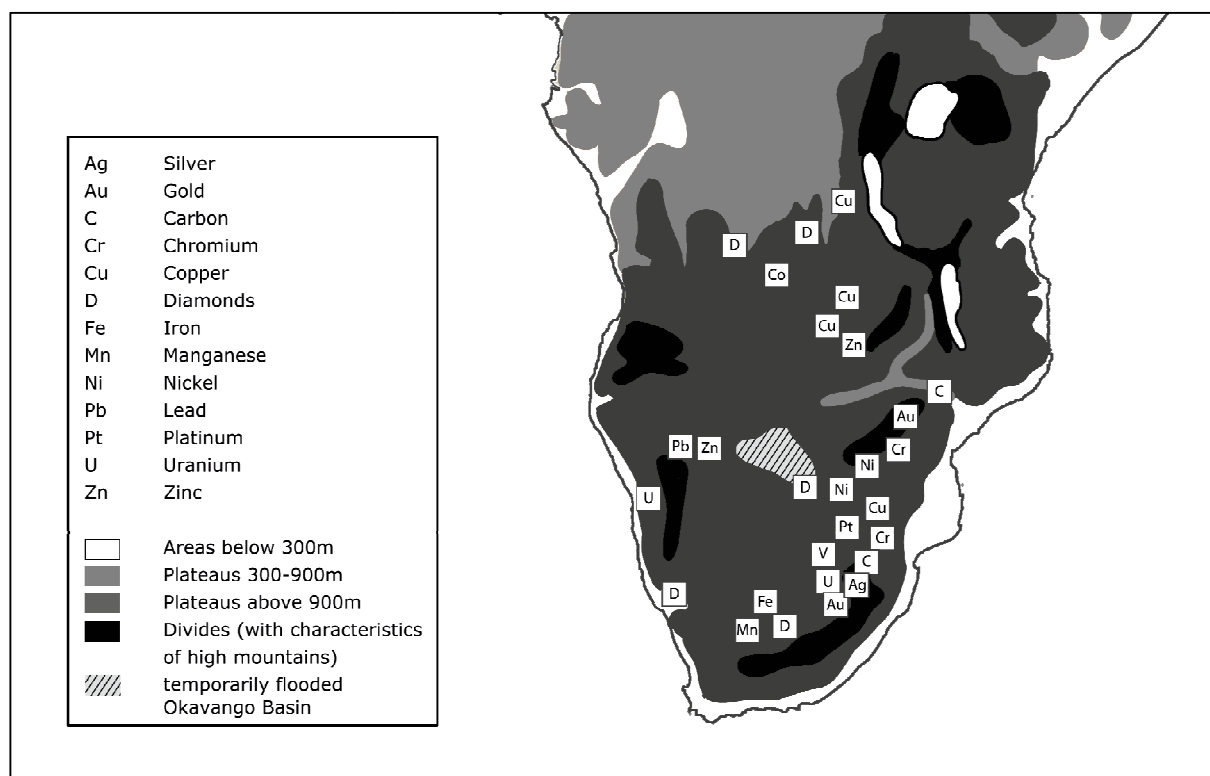 Ag Silver
Au Gold
C Carbon
Cr Chromium
Cu Copper
D Diamonds
Fe Iron
Mn Manganese
Ni Nickel
Pb Lead
Pt Platinum
U Uranium
Zn Zinc
Areas below 300m
Plateaus 300-900m
Plateaus above 900m
Divides (with characteristics
of high mountains)
temporarily flooded
Okavango Basin
Cu
D
D
Co
Cu
Cu
Zn
C
Au
Pb
Zn
Cr
Ni
D
Ni
U
Cu
Pt
Cr
V
C
U
Ag
D
Fe
Au
Mn
D